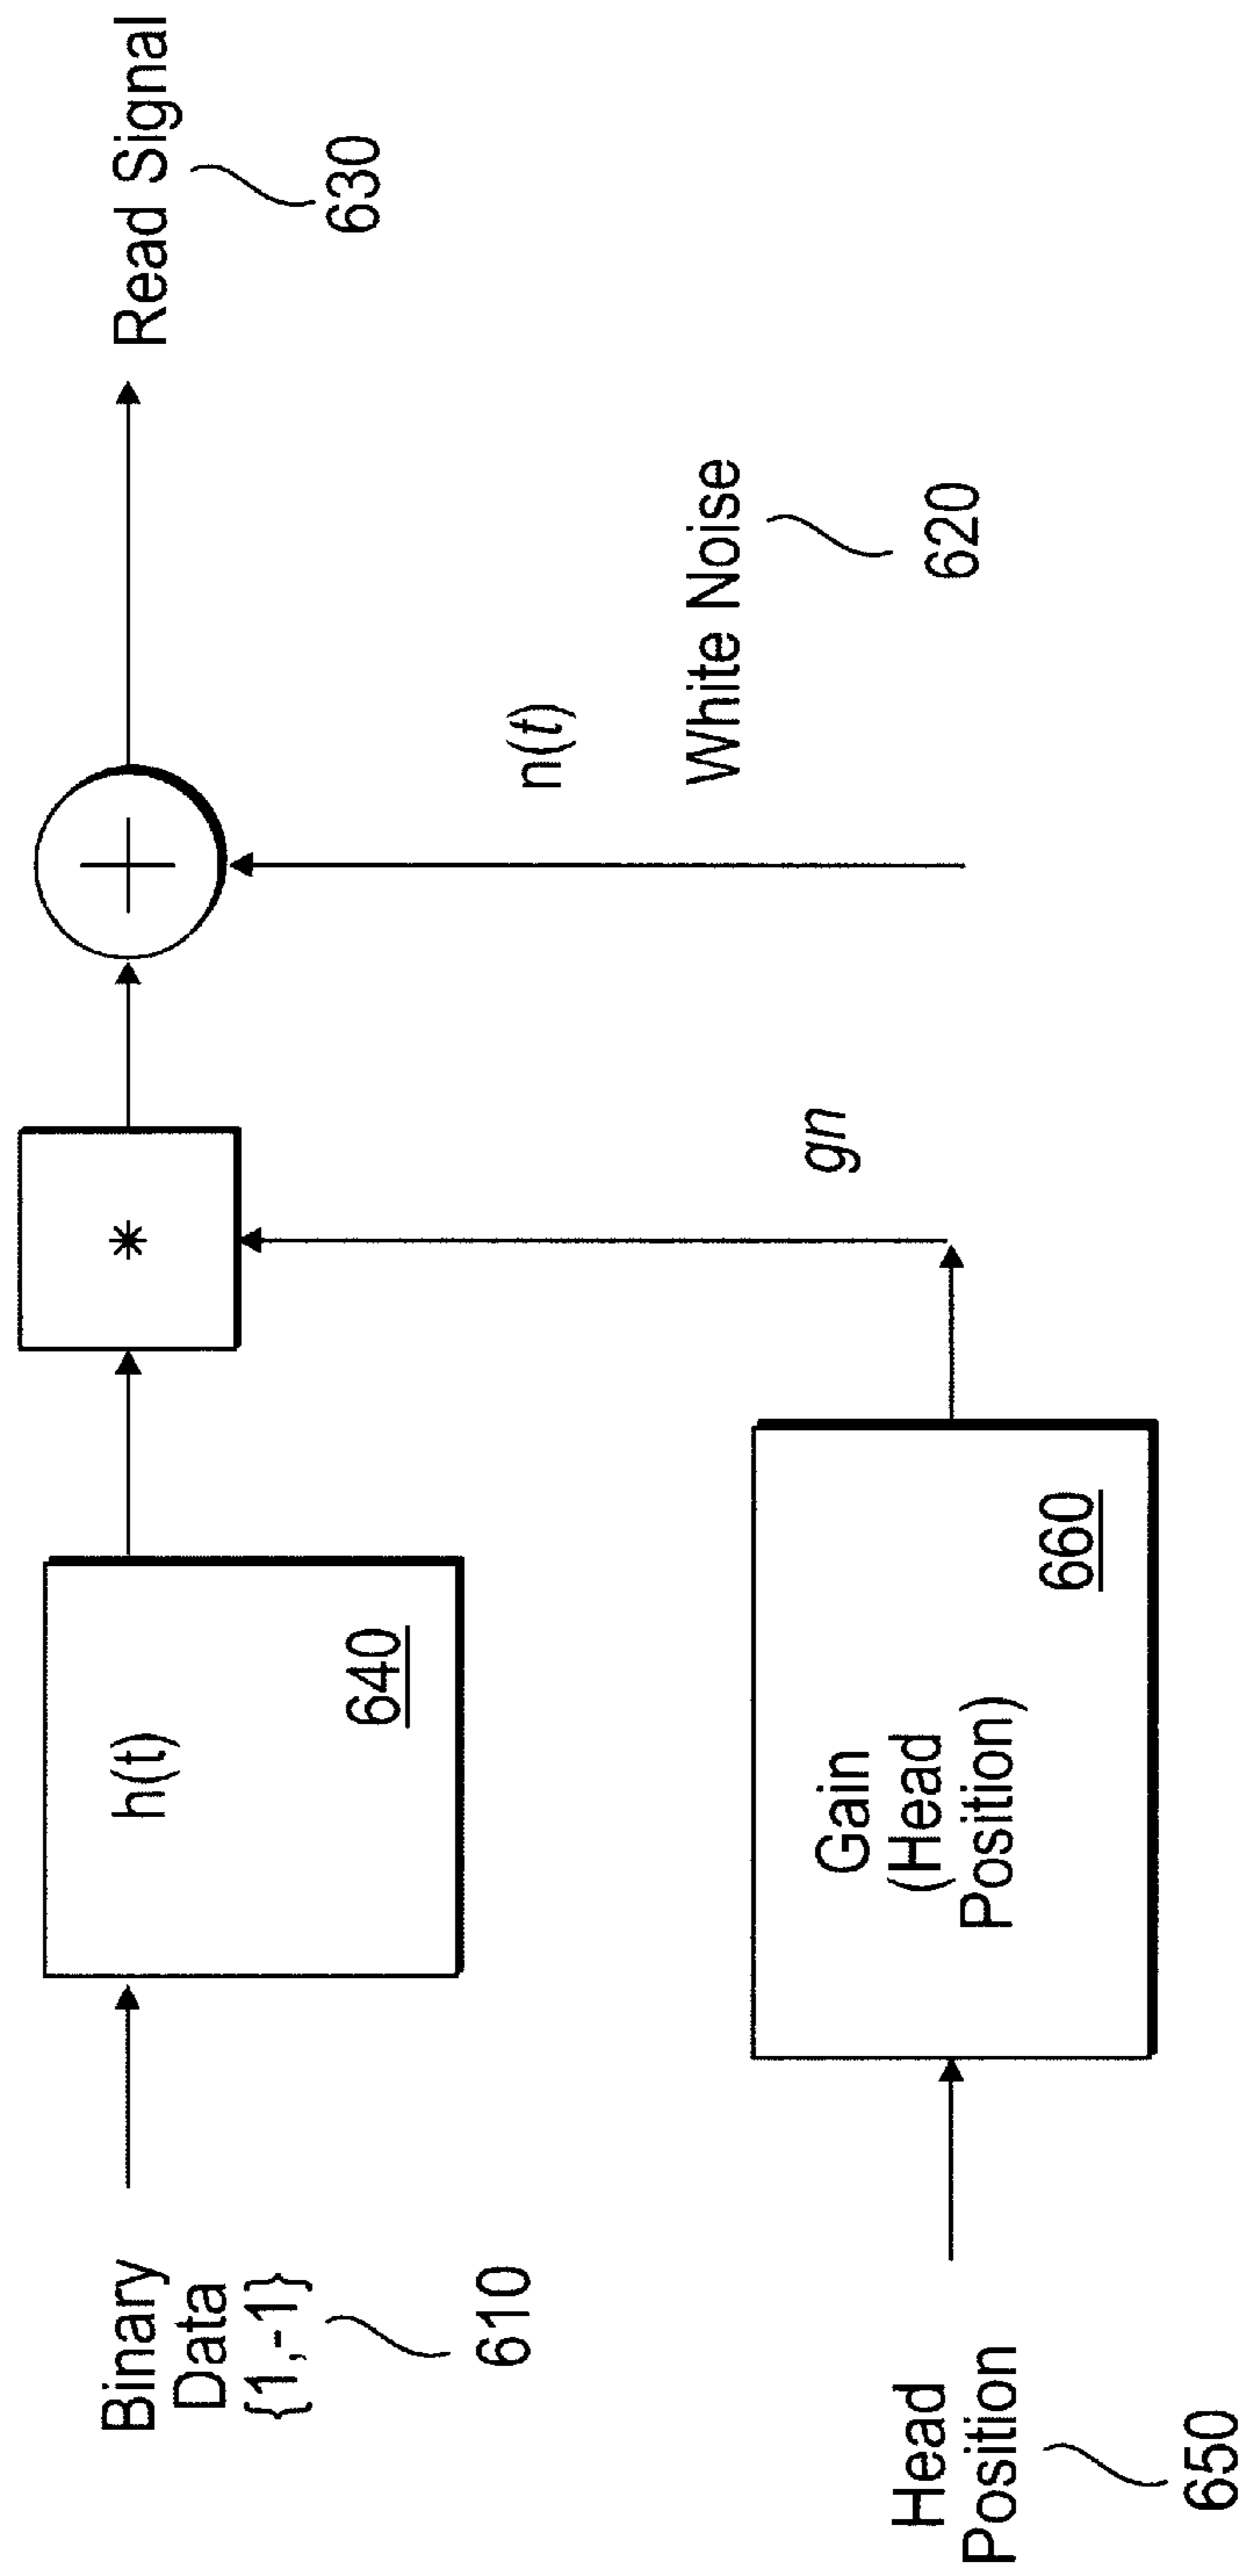 Binary
Data
{1,-1}
610
h(t)
640
*
+
Read Signal
630
Head
Position
650
Gain
(Head
Position)
660
gn
n(t)
White Noise
620